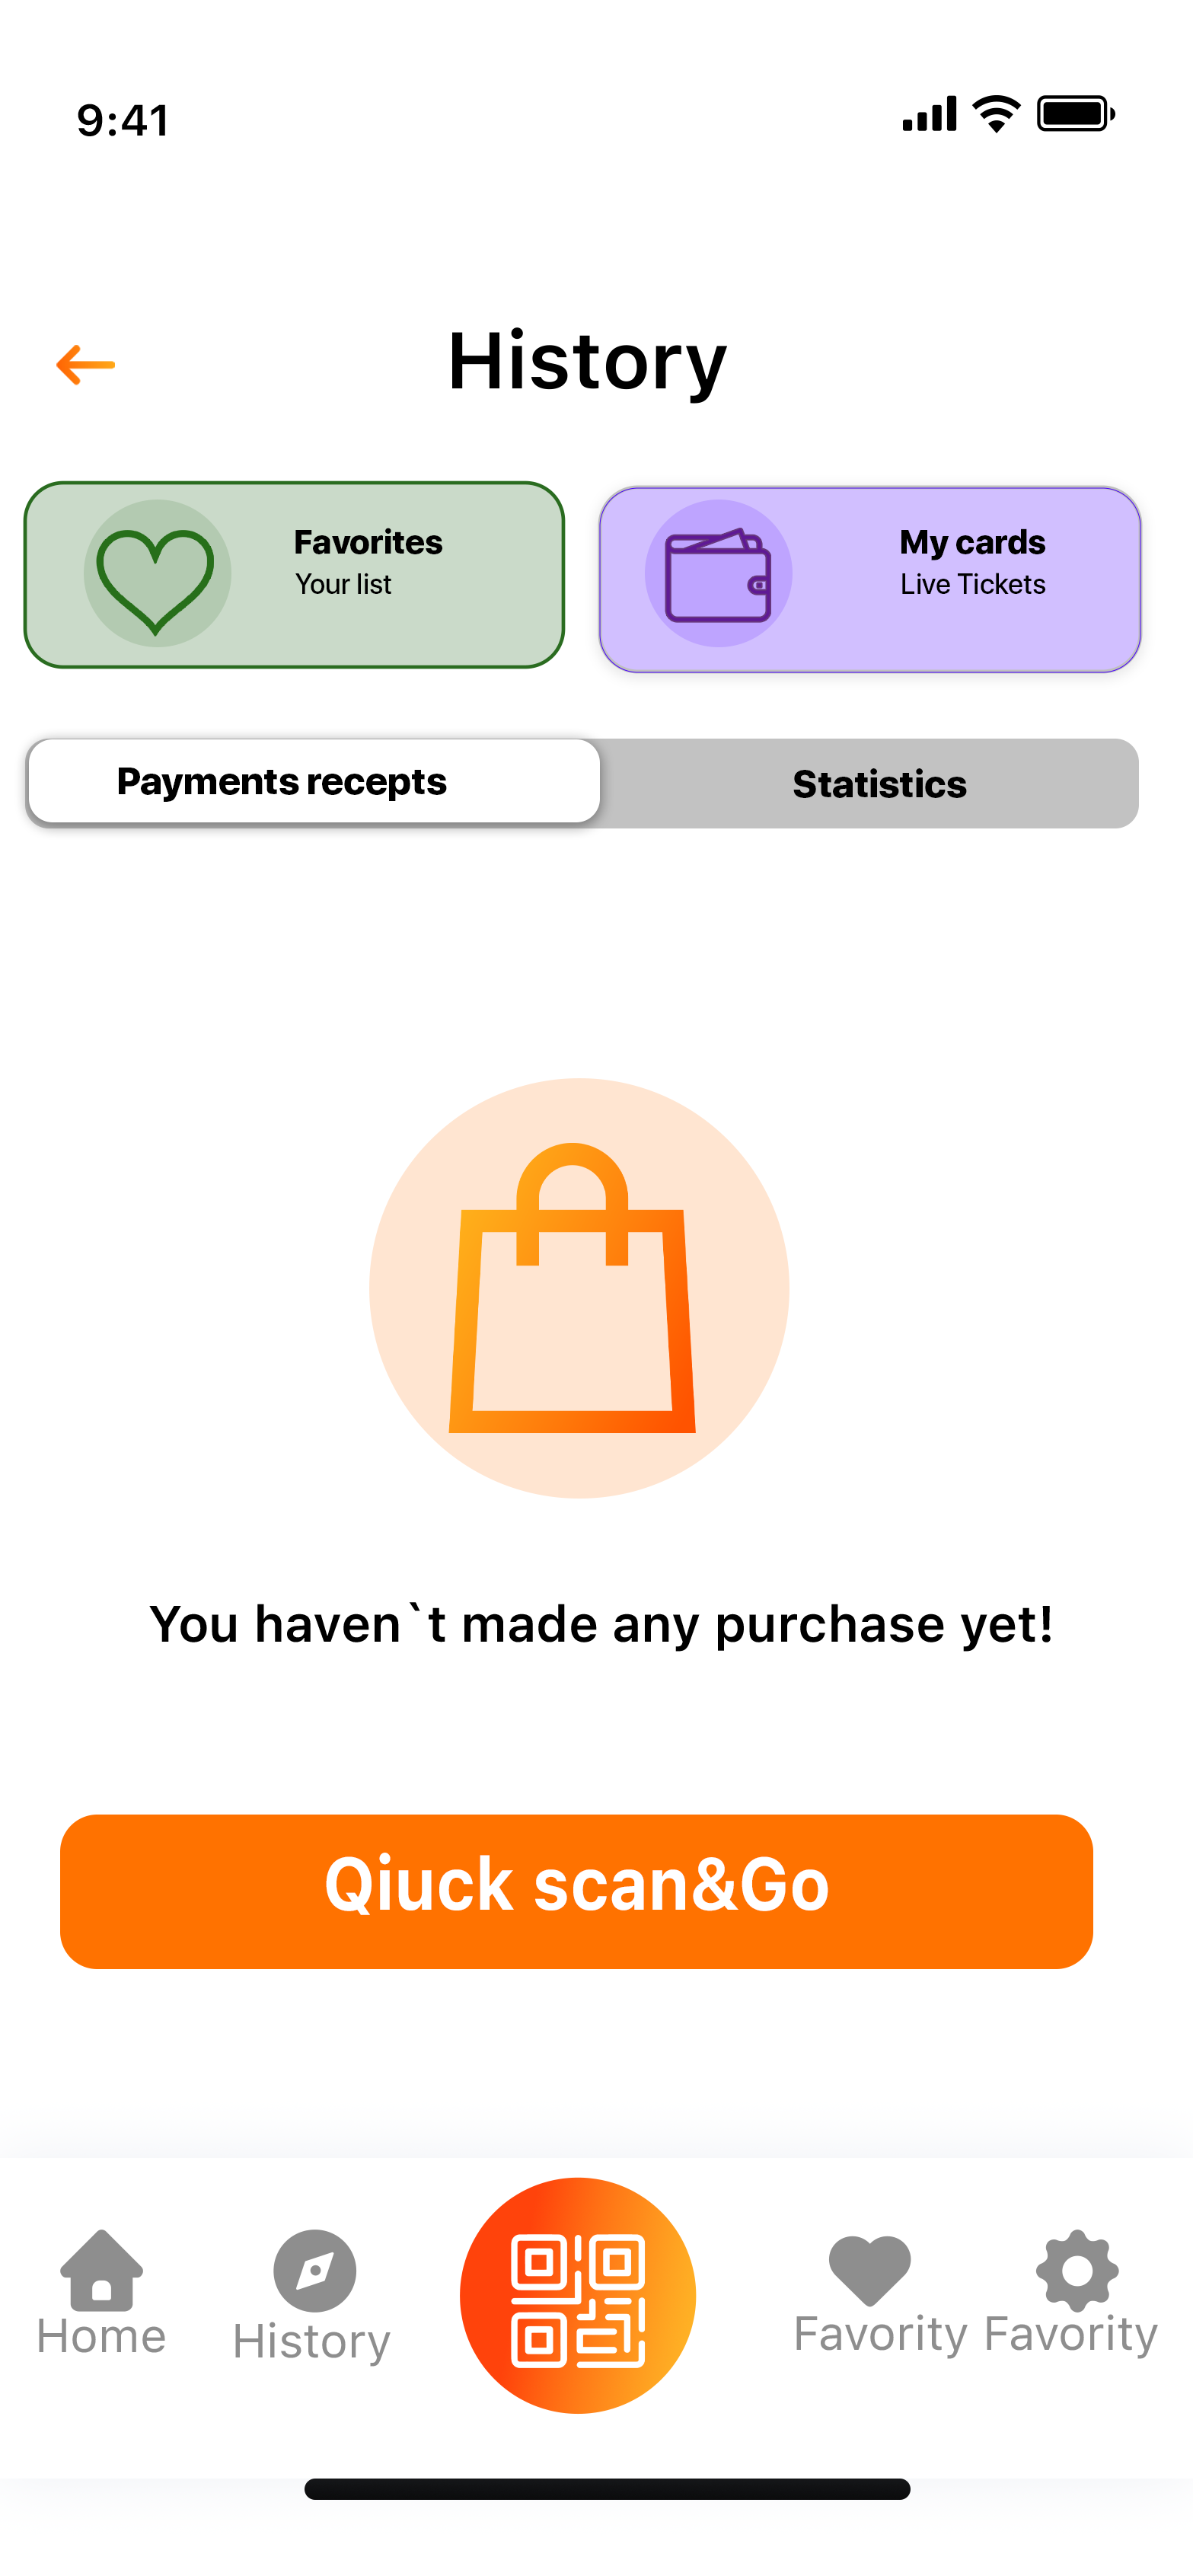 9:41
History
Favorites
Your list
My cards
Live Tickets
Payments recepts
Statistics
You haven`t made any purchase yet!
Qiuck scan&Go
Home
History
Favority
Favority